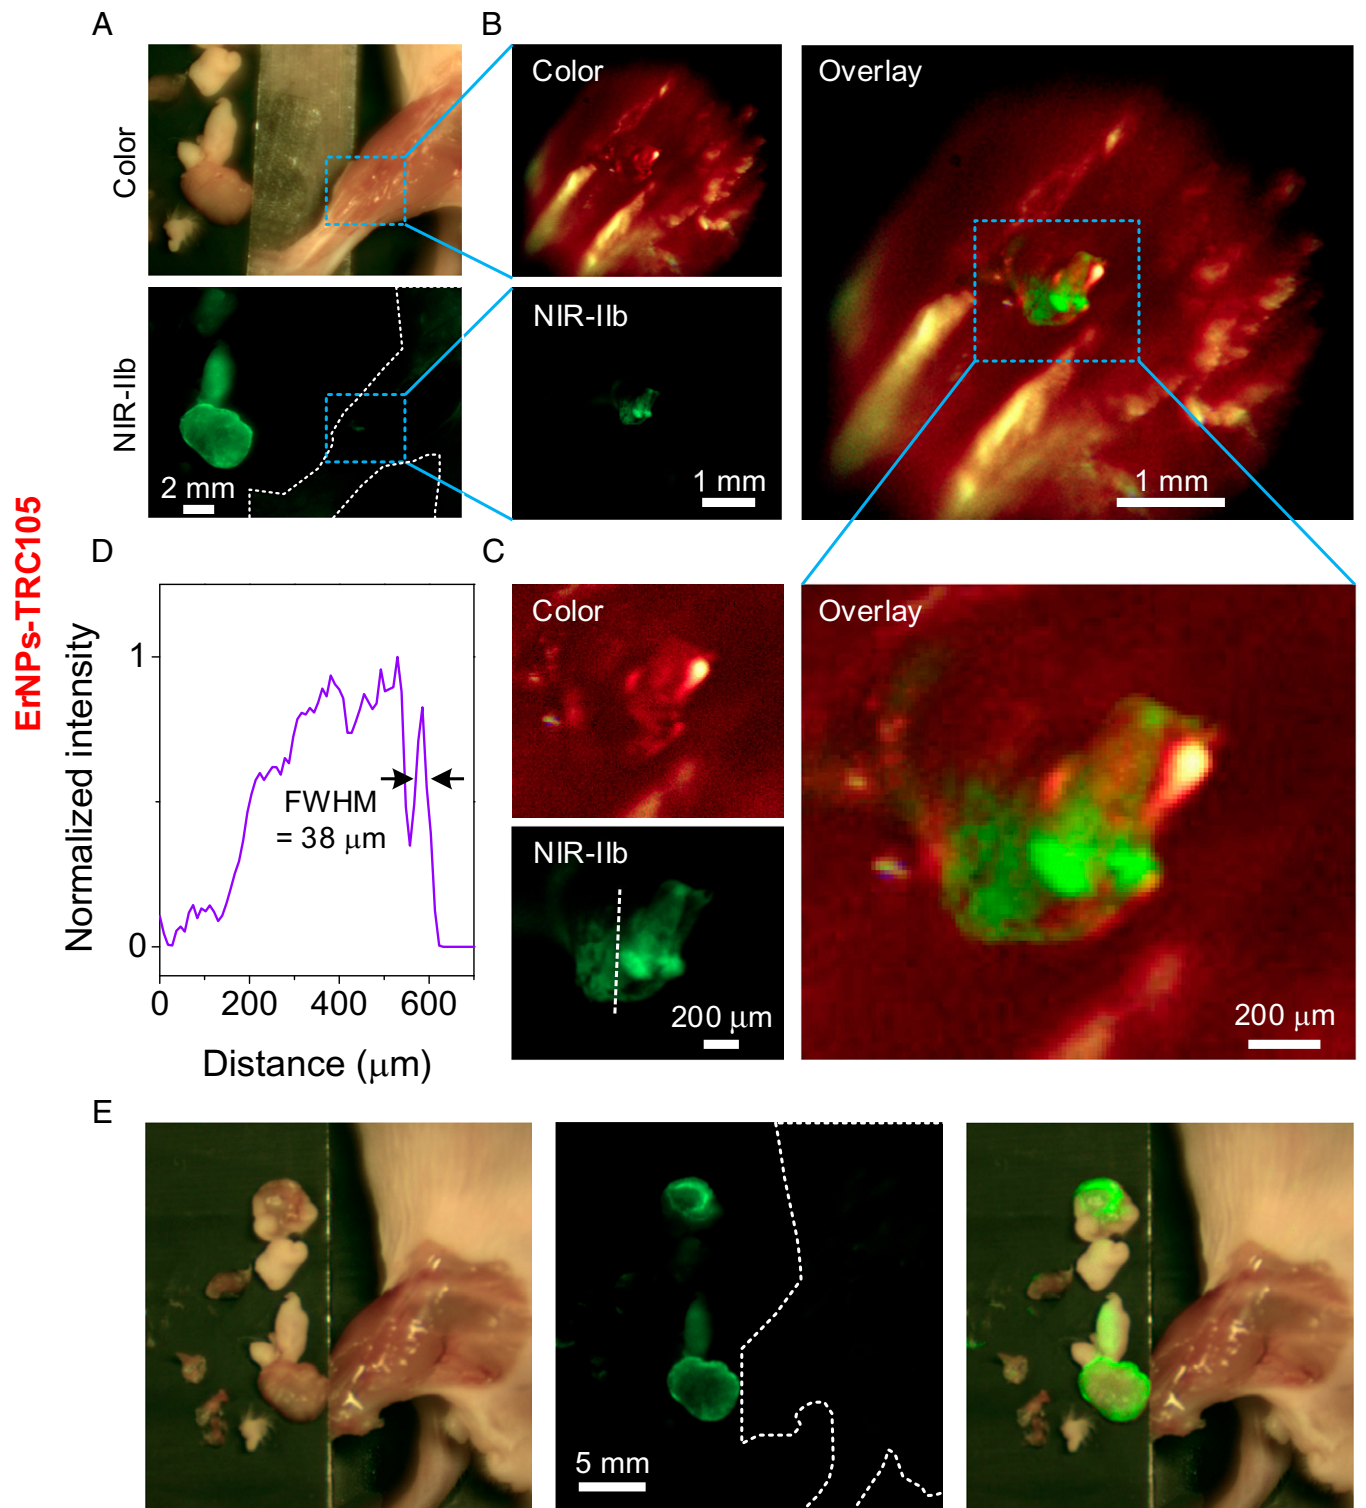 A
B
Color
Color
Overlay
NIR-IIb
NIR-IIb
2 mm
1 mm
1 mm
ErNPs-TRC105
D
C
Normalized intensity
1
0
FWHM
= 38 μm
0 200 400 600
Distance (μm)
Color
Overlay
NIR-IIb
200 μm
200 μm
E
5 mm